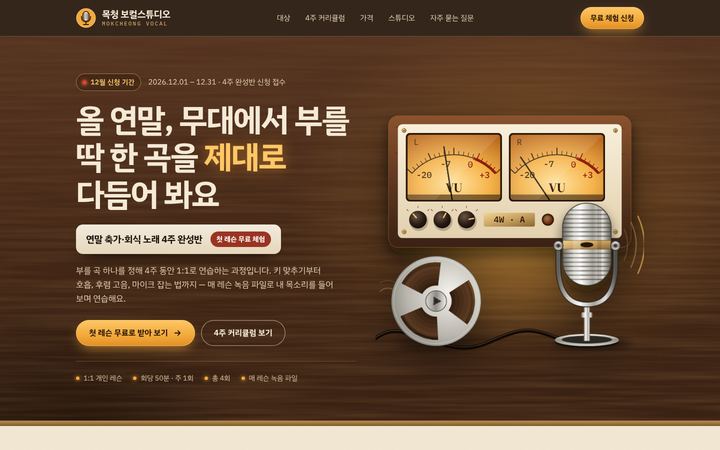 목청 보컬스튜디오
MOKCHEONG VOCAL
대상
4주 커리큘럼
가격
스튜디오
자주 묻는 질문
무료 체험 신청
12월 신청 기간
2026.12.01 – 12.31 · 4주 완성반 신청 접수
올 연말, 무대에서 부를
딱 한 곡을 제대로
다듬어 봐요
연말 축가·회식 노래 4주 완성반
첫 레슨 무료 체험
부를 곡 하나를 정해 4주 동안 1:1로 연습하는 과정입니다. 키 맞추기부터
호흡, 후렴 고음, 마이크 잡는 법까지 — 매 레슨 녹음 파일로 내 목소리를 들어
보며 연습해요.
첫 레슨 무료로 받아 보기 →
4주 커리큘럼 보기
1:1 개인 레슨
회당 50분 · 주 1회
총 4회
매 레슨 녹음 파일
L
-20 -7 0 +3
VU
R
-20 -7 0 +3
VU
4W · A